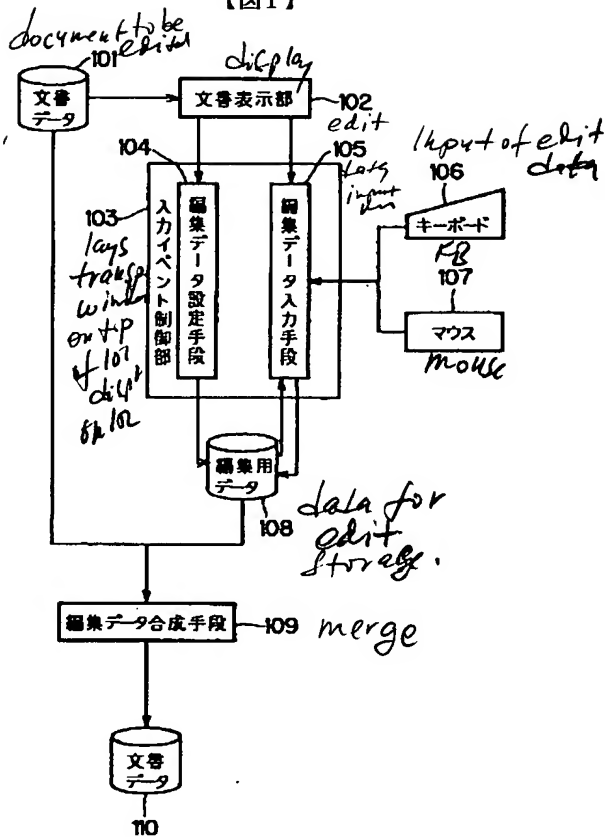 【図1】
document to be
edited
101
文書
データ
display
文書表示部
102
edit
data
input
104
105
103
入力イベント制御部
編集データ設定手段
編集データ入力手段
lays
window
on top
of 101
on 102
Input of edit
data
106
キーボード
KB
107
マウス
mouse
編集用
データ
108
data for
edit
storage.
編集データ合成手段
109
merge
文書
データ
110